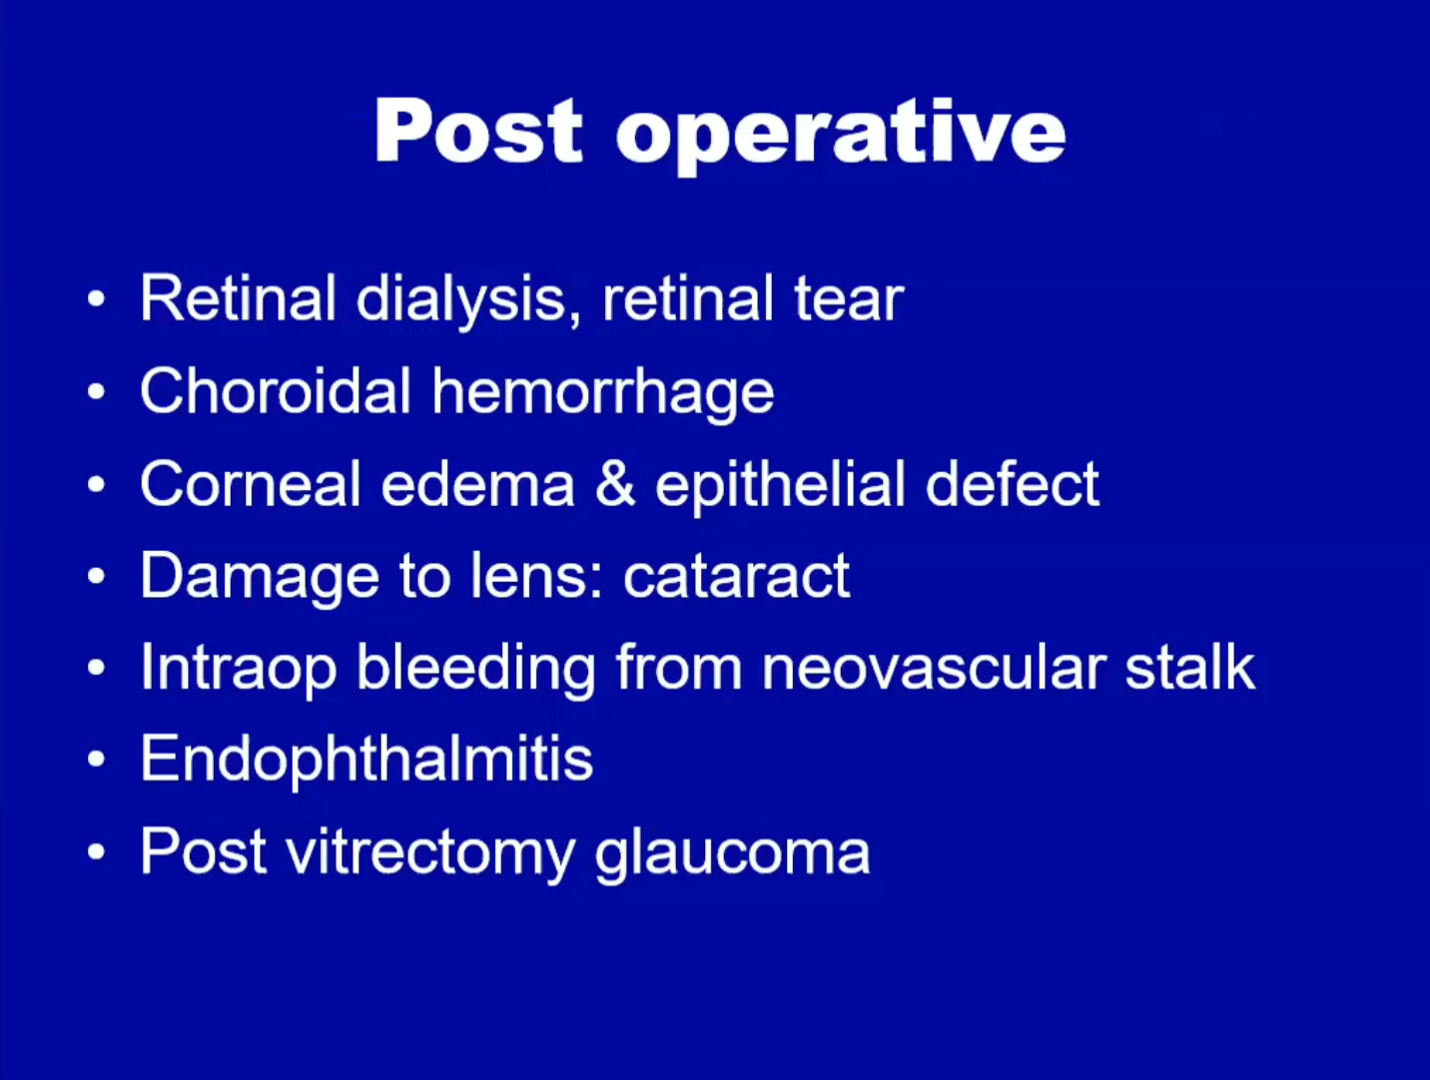 Post operative
• Retinal dialysis, retinal tear
• Choroidal hemorrhage
• Corneal edema & epithelial defect
• Damage to lens: cataract
• Intraop bleeding from neovascular stalk
• Endophthalmitis
• Post vitrectomy glaucoma